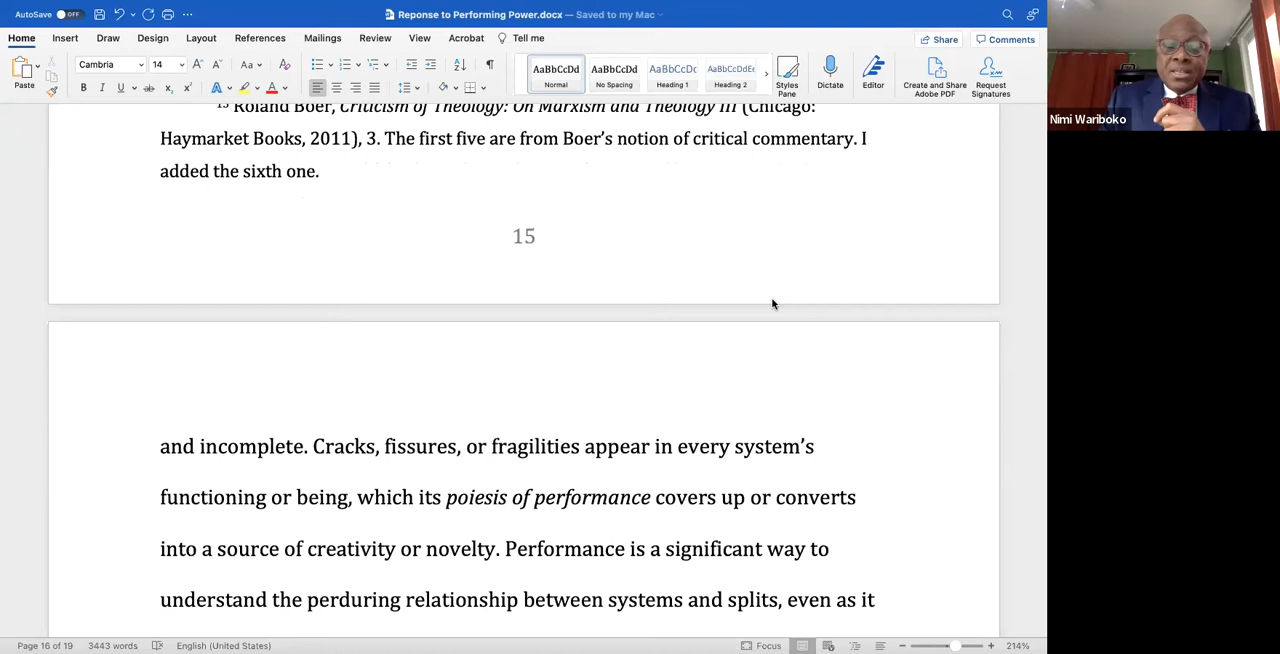 AutoSave OFF
Reponse to Performing Power.docx — Saved to my Mac
Home Insert Draw Design Layout References Mailings Review View Acrobat Tell me
Share Comments
Paste
Cambria 14
AaBbCcDd AaBbCcDd AaBbCcDc AaBbCcDdEe
Normal No Spacing Heading 1 Heading 2
Styles Pane
Dictate
Editor
Create and Share Adobe PDF
Request Signatures
Nimi Wariboko
15 Roland Boer, Criticism of Theology: On Marxism and Theology III (Chicago:
Haymarket Books, 2011), 3. The first five are from Boer's notion of critical commentary. I
added the sixth one.
15
and incomplete. Cracks, fissures, or fragilities appear in every system's
functioning or being, which its poiesis of performance covers up or converts
into a source of creativity or novelty. Performance is a significant way to
understand the perduring relationship between systems and splits, even as it
Page 16 of 19 3443 words English (United States) Focus 214%